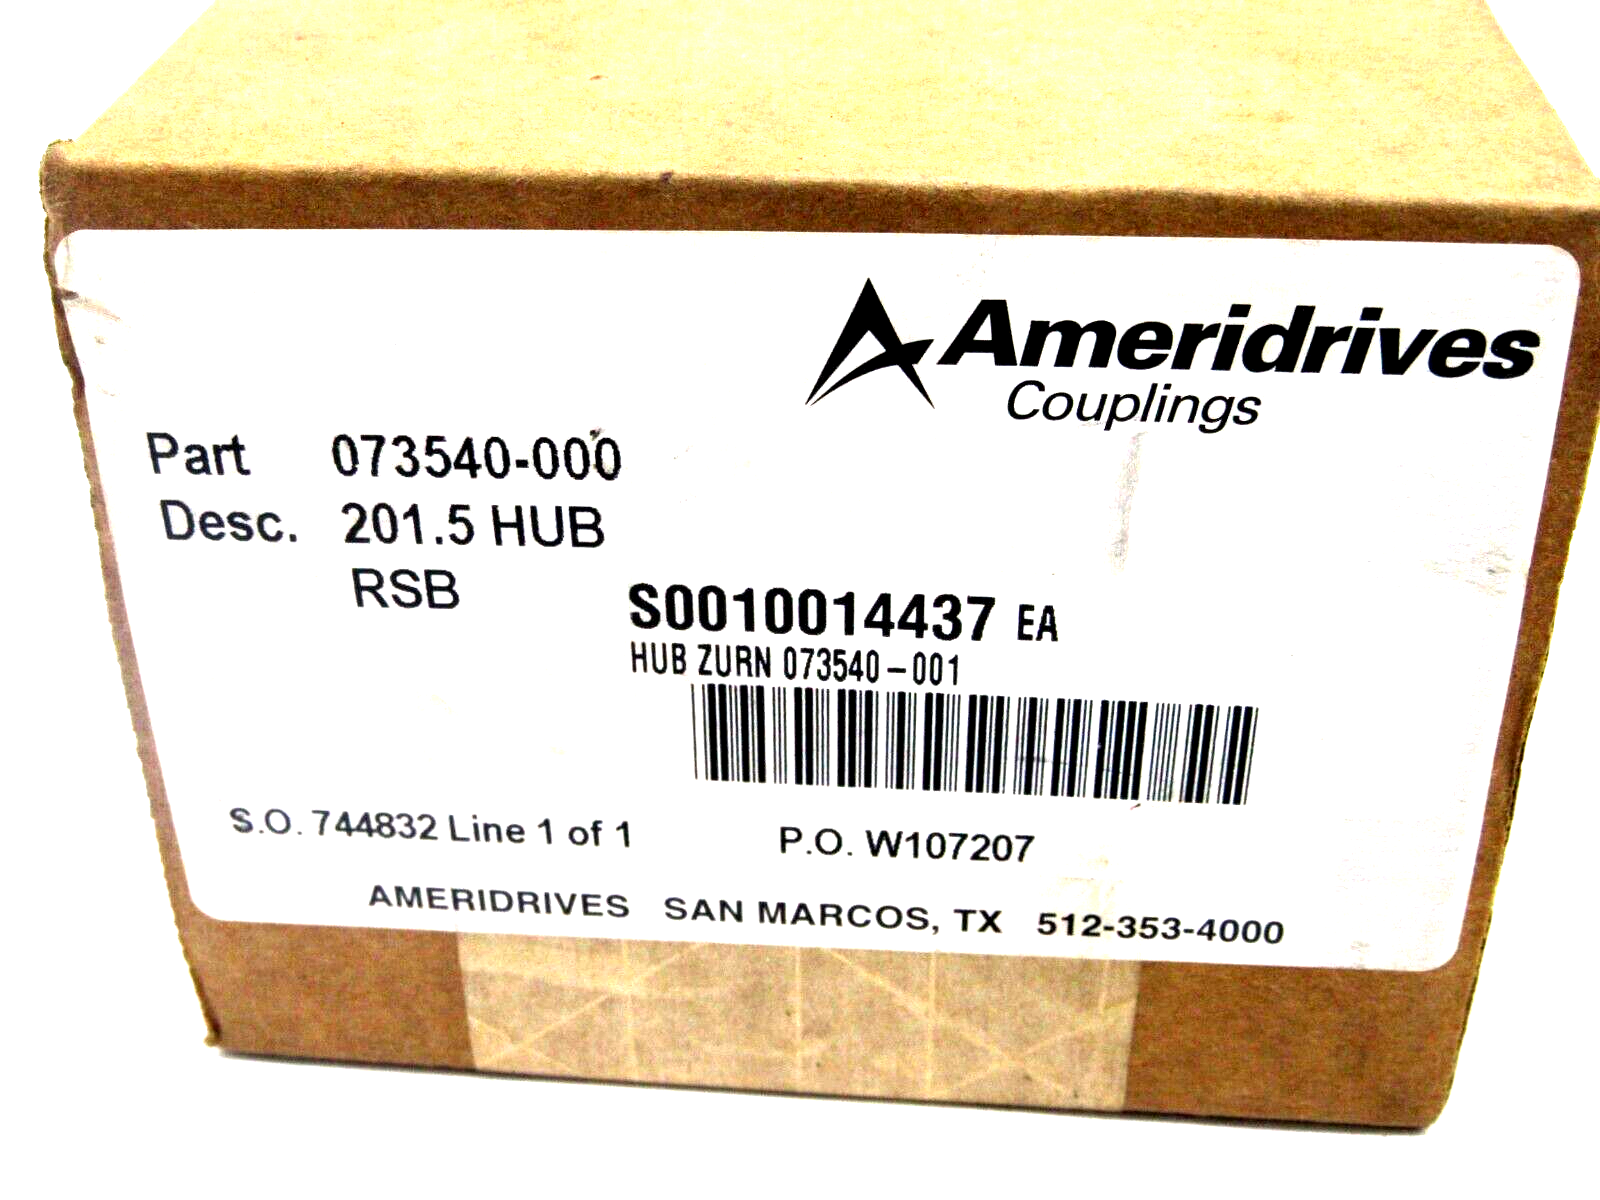 Ameridrives
Couplings
Part 073540-000
Desc. 201.5 HUB
RSB
S0010014437 EA
HUB ZURN 073540-001
S.O. 744832 Line 1 of 1 P.O. W107207
AMERIDRIVES SAN MARCOS, TX 512-353-4000